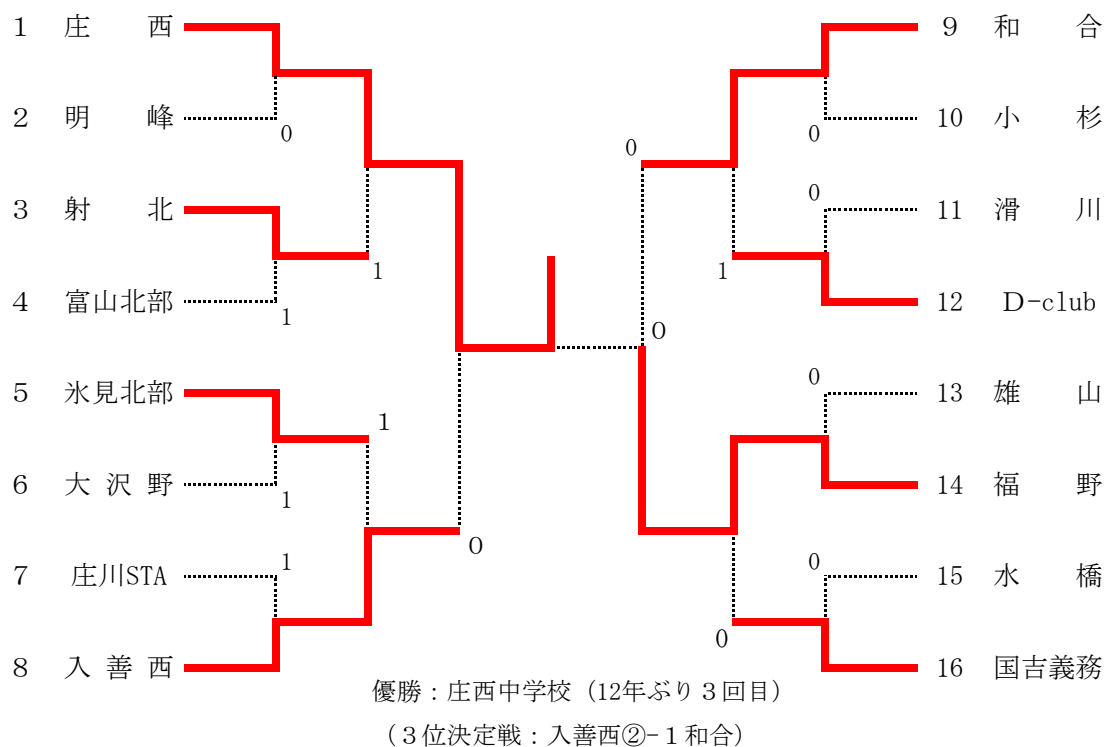 1 庄西
2 明峰
0
3 射北
1
4 富山北部
1
5 氷見北部
1
6 大沢野
1
7 庄川STA
1
0
8 入善西
9 和合
10 小杉
0
0
11 滑川
0
12 D-club
1
0
13 雄山
0
14 福野
15 水橋
0
16 国吉義務
0
優勝：庄西中学校（12年ぶり３回目）
（３位決定戦：入善西②-１和合）